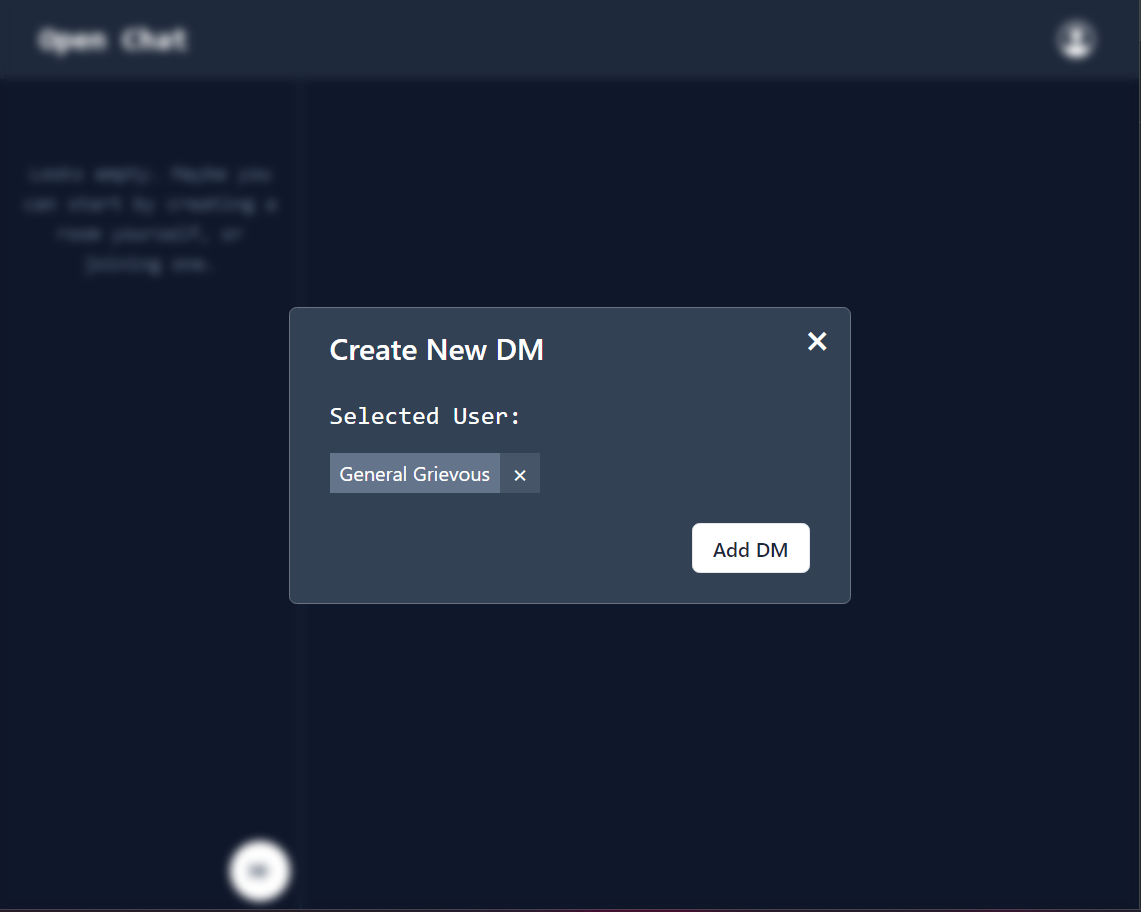 Open Chat
Looks empty. Maybe you
can start by creating a
room yourself, or
joining one.
Create New DM
Selected User:
General Grievous
Add DM